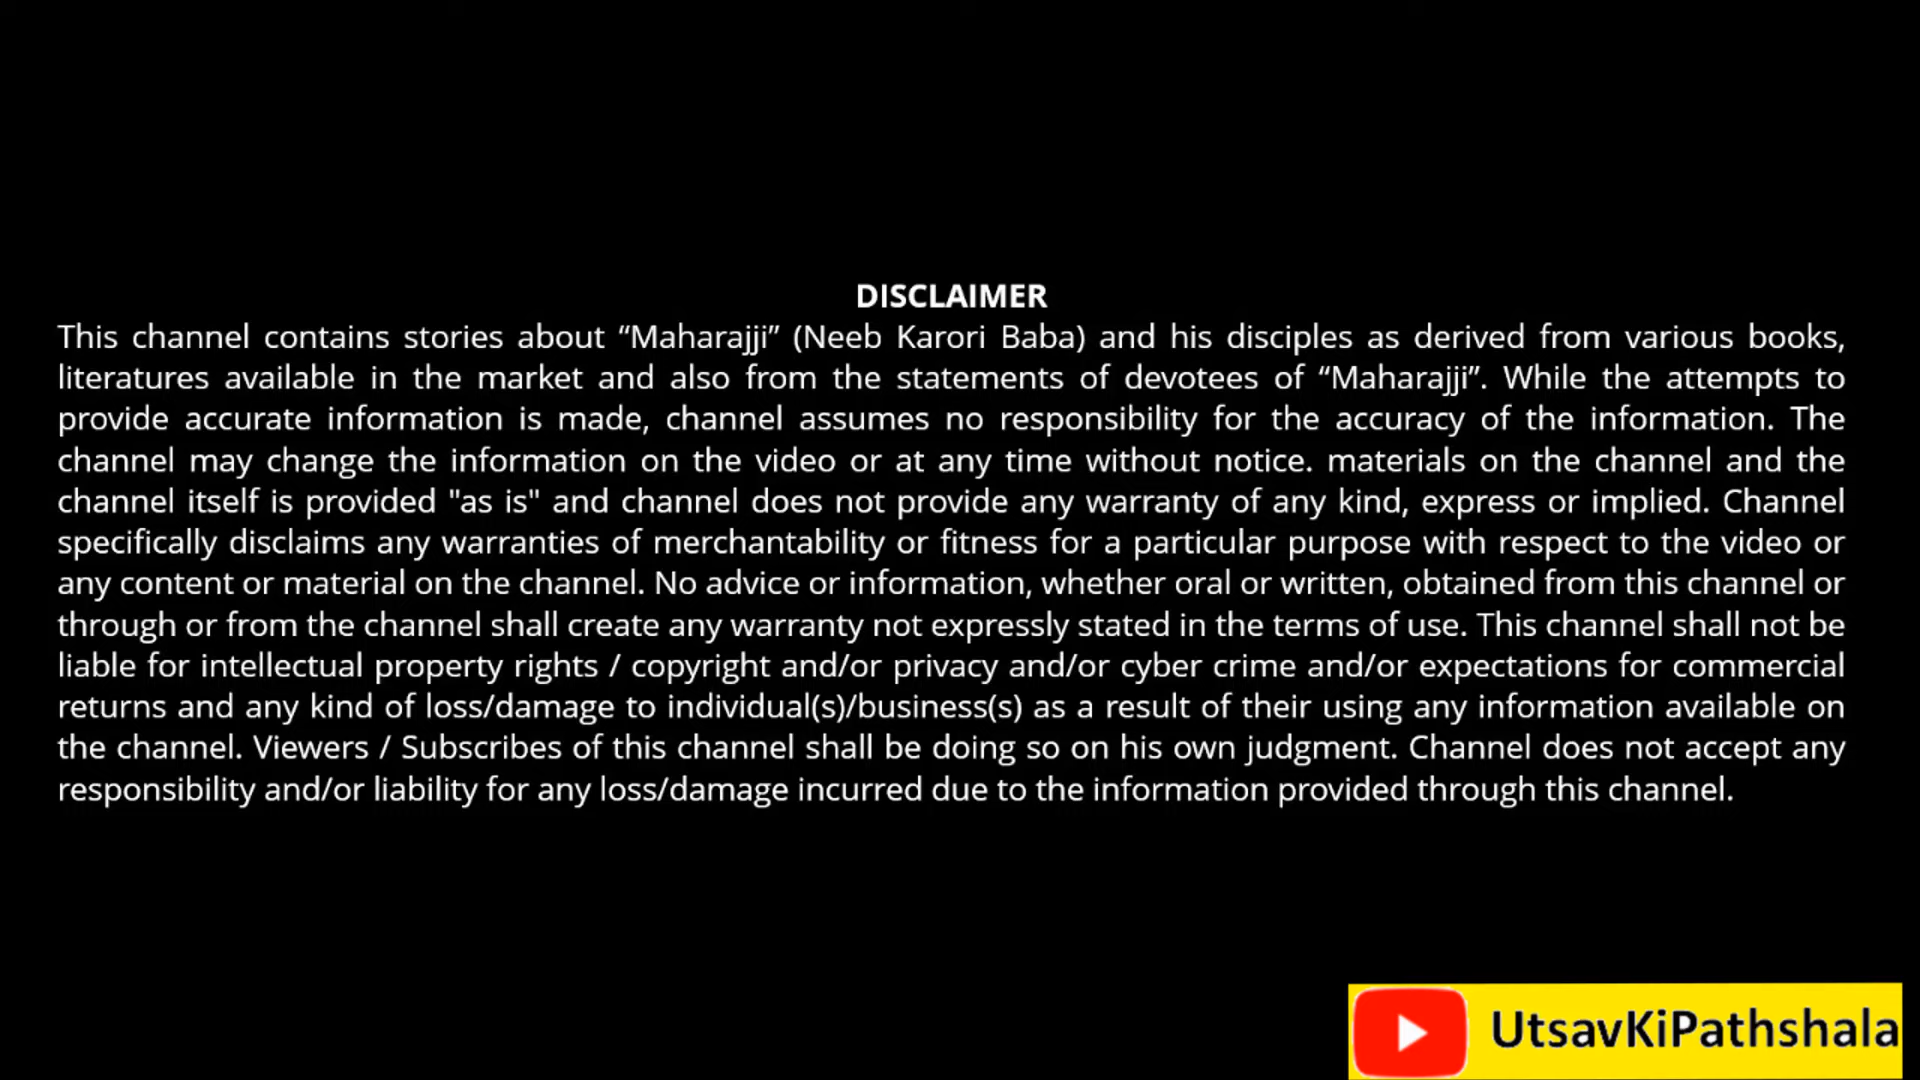 DISCLAIMER
This channel contains stories about “Maharajji” (Neeb Karori Baba) and his disciples as derived from various books,
literatures available in the market and also from the statements of devotees of “Maharajji”. While the attempts to
provide accurate information is made, channel assumes no responsibility for the accuracy of the information. The
channel may change the information on the video or at any time without notice. materials on the channel and the
channel itself is provided "as is" and channel does not provide any warranty of any kind, express or implied. Channel
specifically disclaims any warranties of merchantability or fitness for a particular purpose with respect to the video or
any content or material on the channel. No advice or information, whether oral or written, obtained from this channel or
through or from the channel shall create any warranty not expressly stated in the terms of use. This channel shall not be
liable for intellectual property rights / copyright and/or privacy and/or cyber crime and/or expectations for commercial
returns and any kind of loss/damage to individual(s)/business(s) as a result of their using any information available on
the channel. Viewers / Subscribes of this channel shall be doing so on his own judgment. Channel does not accept any
responsibility and/or liability for any loss/damage incurred due to the information provided through this channel.
UtsavKiPathshala